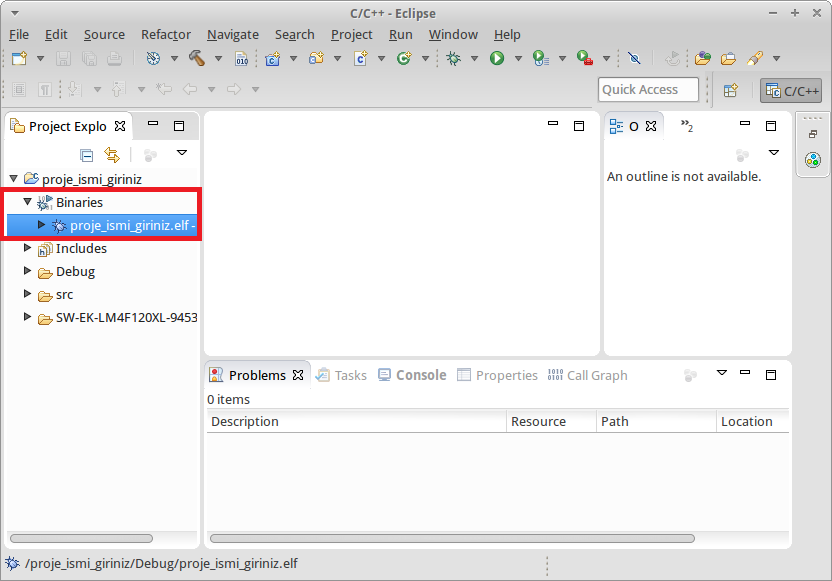 C/C++ - Eclipse
File Edit Source Refactor Navigate Search Project Run Window Help
010
Quick Access
C/C++
Project Explo
O
2
proje_ismi_giriniz
An outline is not available.
Binaries
proje_ismi_giriniz.elf -
Includes
Debug
src
SW-EK-LM4F120XL-9453
Problems Tasks Console Properties Call Graph
0 items
Description Resource Path Location
/proje_ismi_giriniz/Debug/proje_ismi_giriniz.elf